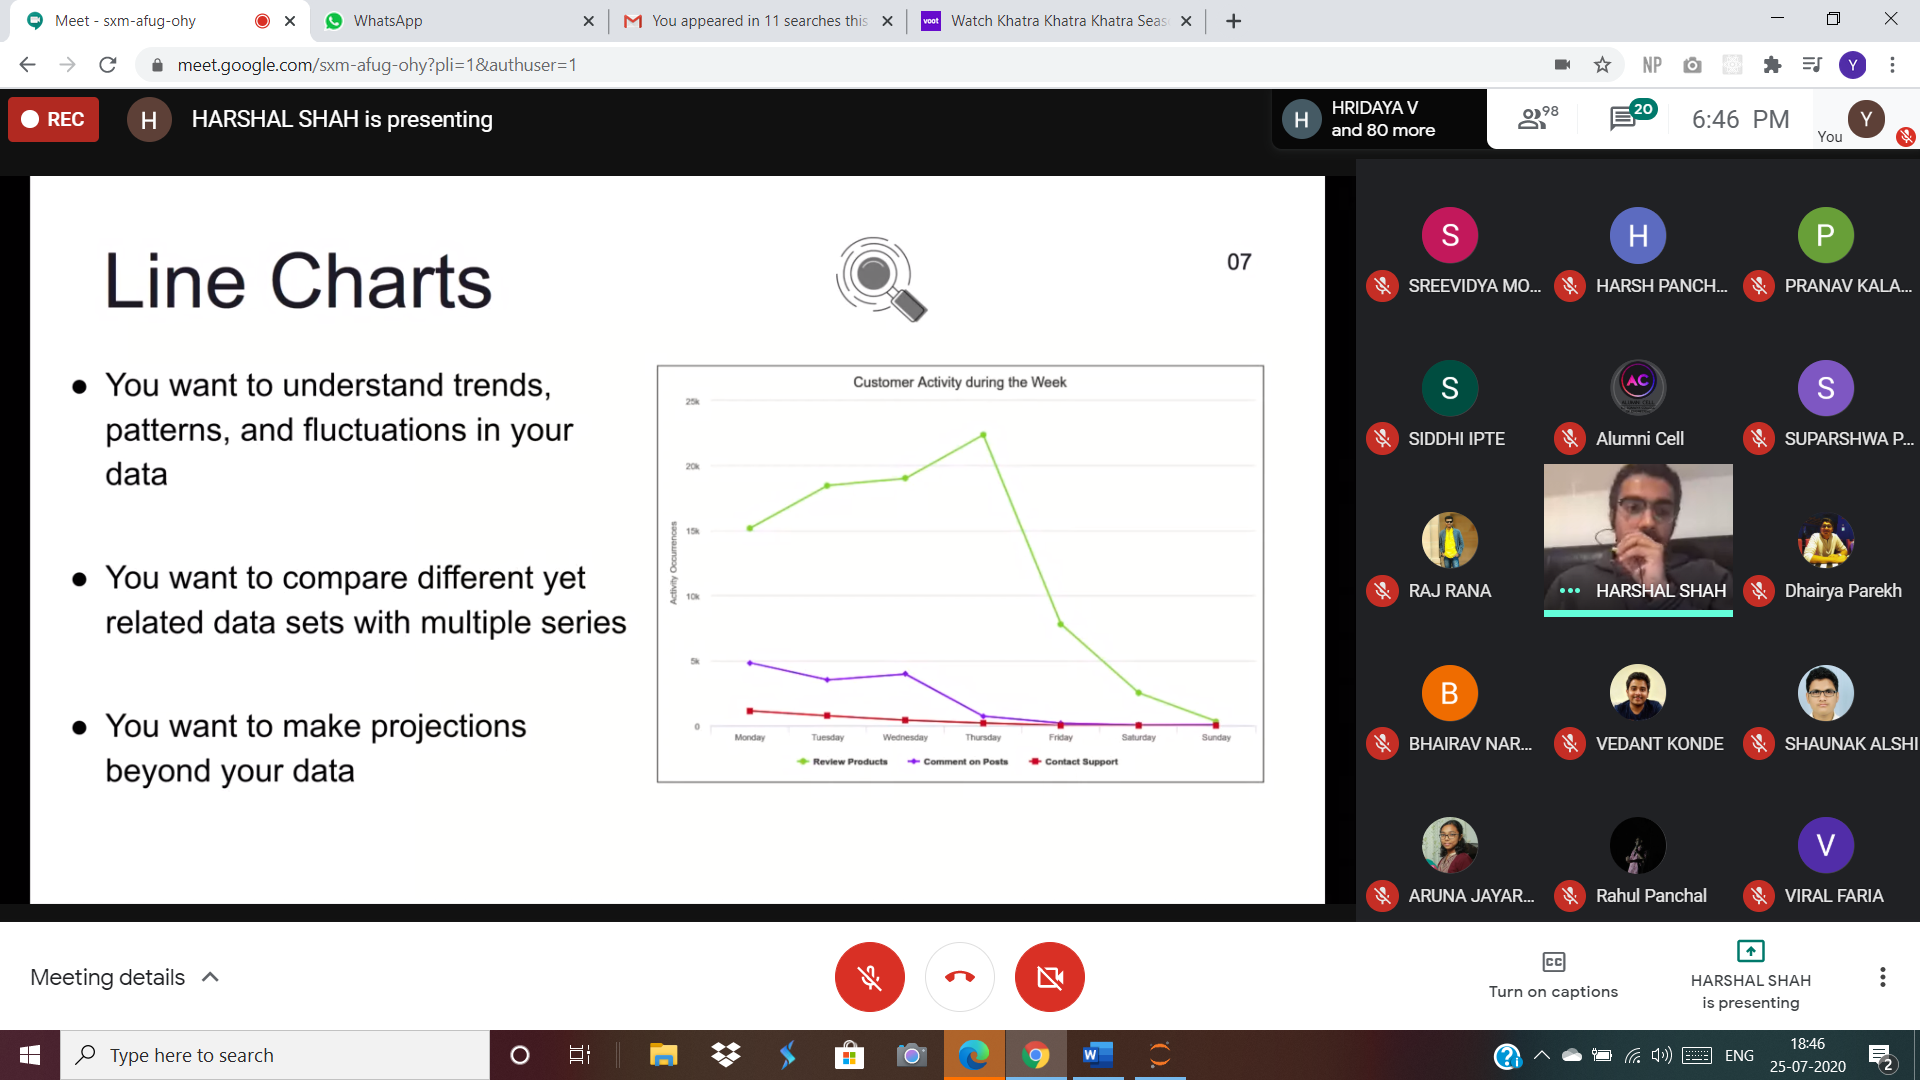 Meet - sxm-afug-ohy
WhatsApp
You appeared in 11 searches this
voot
Watch Khatra Khatra Khatra Seas
meet.google.com/sxm-afug-ohy?pli=1&authuser=1
NP
Y
REC
H
HARSHAL SHAH is presenting
H
HRIDAYA V
and 80 more
98
20
6:46 PM
You
Y
Line Charts
07
● You want to understand trends,
patterns, and fluctuations in your
data
● You want to compare different yet
related data sets with multiple series
● You want to make projections
beyond your data
Customer Activity during the Week
Activity Occurrences
25k
20k
15k
10k
5k
0
Monday Tuesday Wednesday Thursday Friday Saturday Sunday
Review Products Comment on Posts Contact Support
S H P
SREEVIDYA MO... HARSH PANCH... PRANAV KALA...
S AC S
SIDDHI IPTE Alumni Cell SUPARSHWA P...
RAJ RANA HARSHAL SHAH Dhairya Parekh
B
BHAIRAV NAR... VEDANT KONDE SHAUNAK ALSHI
V
ARUNA JAYAR... Rahul Panchal VIRAL FARIA
Meeting details
CC
Turn on captions
HARSHAL SHAH
is presenting
Type here to search
W
ENG
18:46
25-07-2020
2